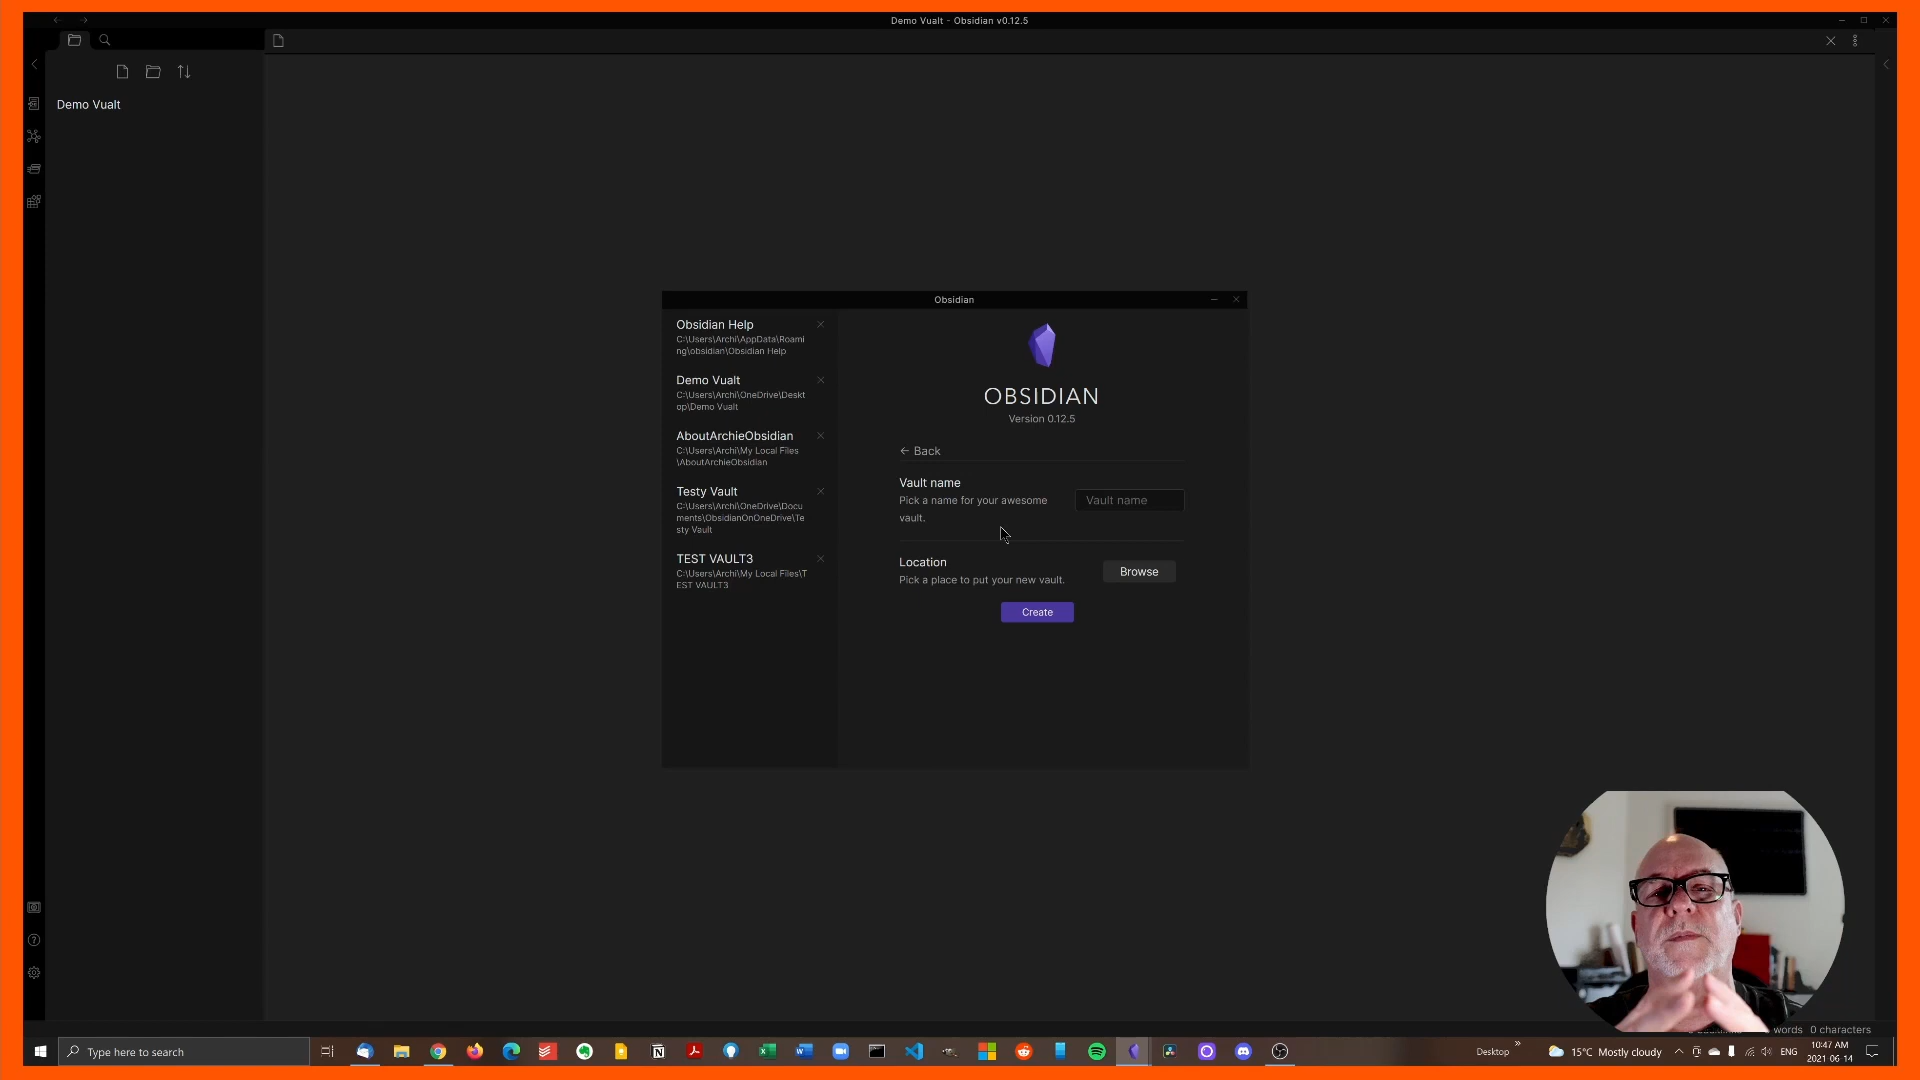 Demo Vualt - Obsidian v0.12.5
Demo Vualt
Obsidian
Obsidian Help
C:\Users\Archi\AppData\Roami
ng\obsidian\Obsidian Help
Demo Vualt
C:\Users\Archi\OneDrive\Deskt
op\Demo Vualt
AboutArchieObsidian
C:\Users\Archi\My Local Files
\AboutArchieObsidian
Testy Vault
C:\Users\Archi\OneDrive\Docu
ments\ObsidianOnOneDrive\Te
sty Vault
TEST VAULT3
C:\Users\Archi\My Local Files\T
EST VAULT3
OBSIDIAN
Version 0.12.5
← Back
Vault name
Pick a name for your awesome
vault.
Vault name
Location
Pick a place to put your new vault.
Browse
Create
words 0 characters
Type here to search
Desktop
15°C Mostly cloudy
ENG
10:47 AM
2021-06-14